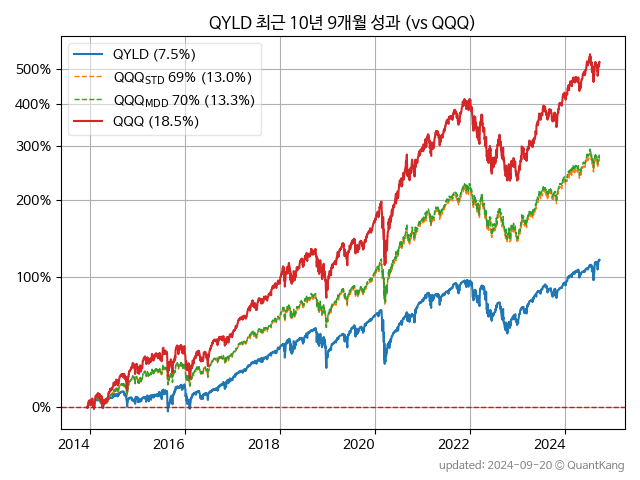 QYLD 최근 10년 9개월 성과 (vs QQQ)
QYLD (7.5%)
QQQSTD 69% (13.0%)
QQQMDD 70% (13.3%)
QQQ (18.5%)
500%
400%
300%
200%
100%
0%
2014 2016 2018 2020 2022 2024
updated: 2024-09-20 © QuantKang